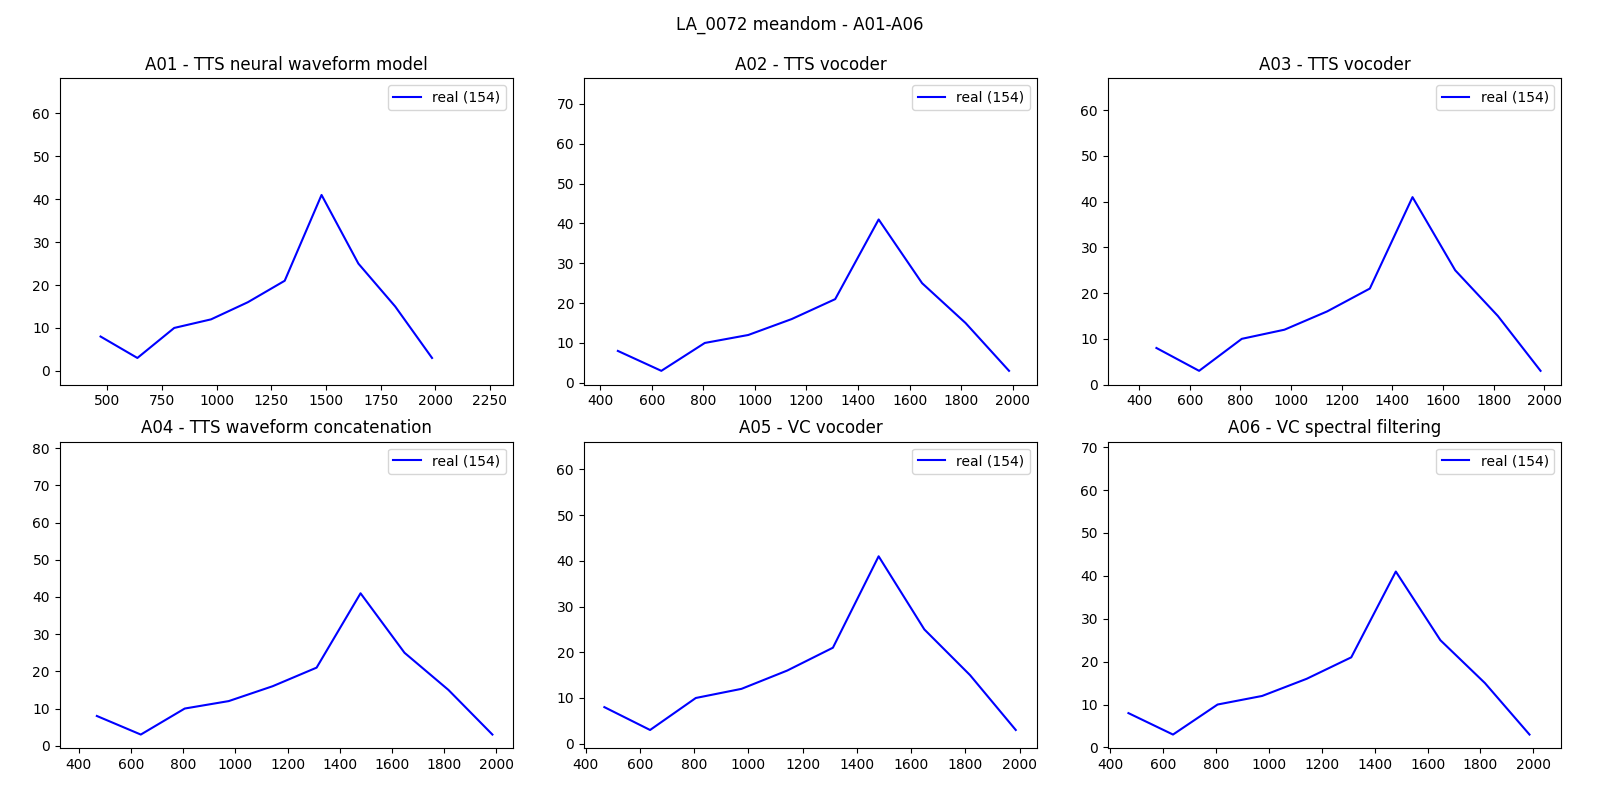 LA_0072 meandom - A01-A06
A01 - TTS neural waveform model
real (154)
60
50
40
30
20
10
0
500 750 1000 1250 1500 1750 2000 2250
A02 - TTS vocoder
real (154)
70
60
50
40
30
20
10
0
400 600 800 1000 1200 1400 1600 1800 2000
A03 - TTS vocoder
real (154)
60
50
40
30
20
10
0
400 600 800 1000 1200 1400 1600 1800 2000
A04 - TTS waveform concatenation
real (154)
80
70
60
50
40
30
20
10
0
400 600 800 1000 1200 1400 1600 1800 2000
A05 - VC vocoder
real (154)
60
50
40
30
20
10
0
400 600 800 1000 1200 1400 1600 1800 2000
A06 - VC spectral filtering
real (154)
70
60
50
40
30
20
10
0
400 600 800 1000 1200 1400 1600 1800 2000